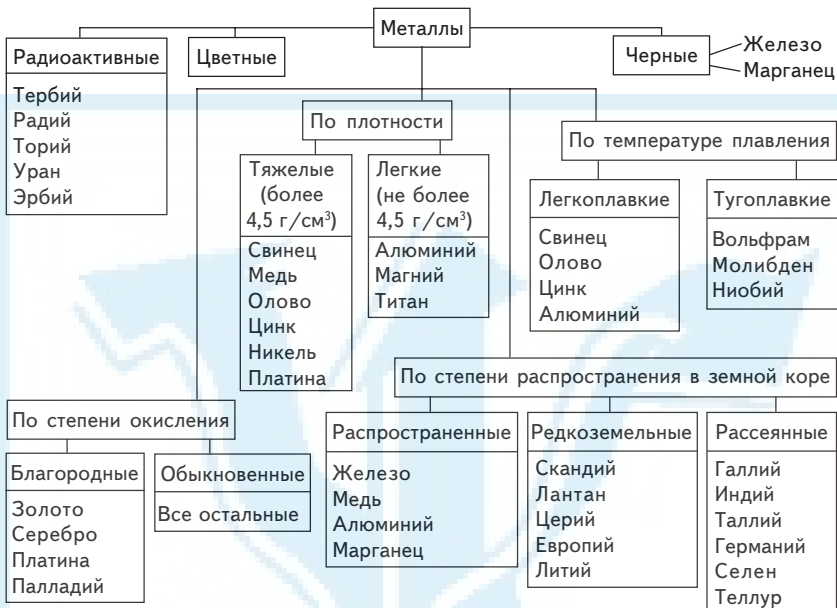 Металлы
Радиоактивные
Тербий
Радий
Торий
Уран
Эрбий
Цветные
Черные
Железо
Марганец
По плотности
Тяжелые
(более
4,5 г/см³)
Свинец
Медь
Олово
Цинк
Никель
Платина
Легкие
(не более
4,5 г/см³)
Алюминий
Магний
Титан
По температуре плавления
Легкоплавкие
Свинец
Олово
Цинк
Алюминий
Тугоплавкие
Вольфрам
Молибден
Ниобий
По степени окисления
Благородные
Золото
Серебро
Платина
Палладий
Обыкновенные
Все остальные
По степени распространения в земной коре
Распространенные
Железо
Медь
Алюминий
Марганец
Редкоземельные
Скандий
Лантан
Церий
Европий
Литий
Рассеянные
Галлий
Индий
Таллий
Германий
Селен
Теллур